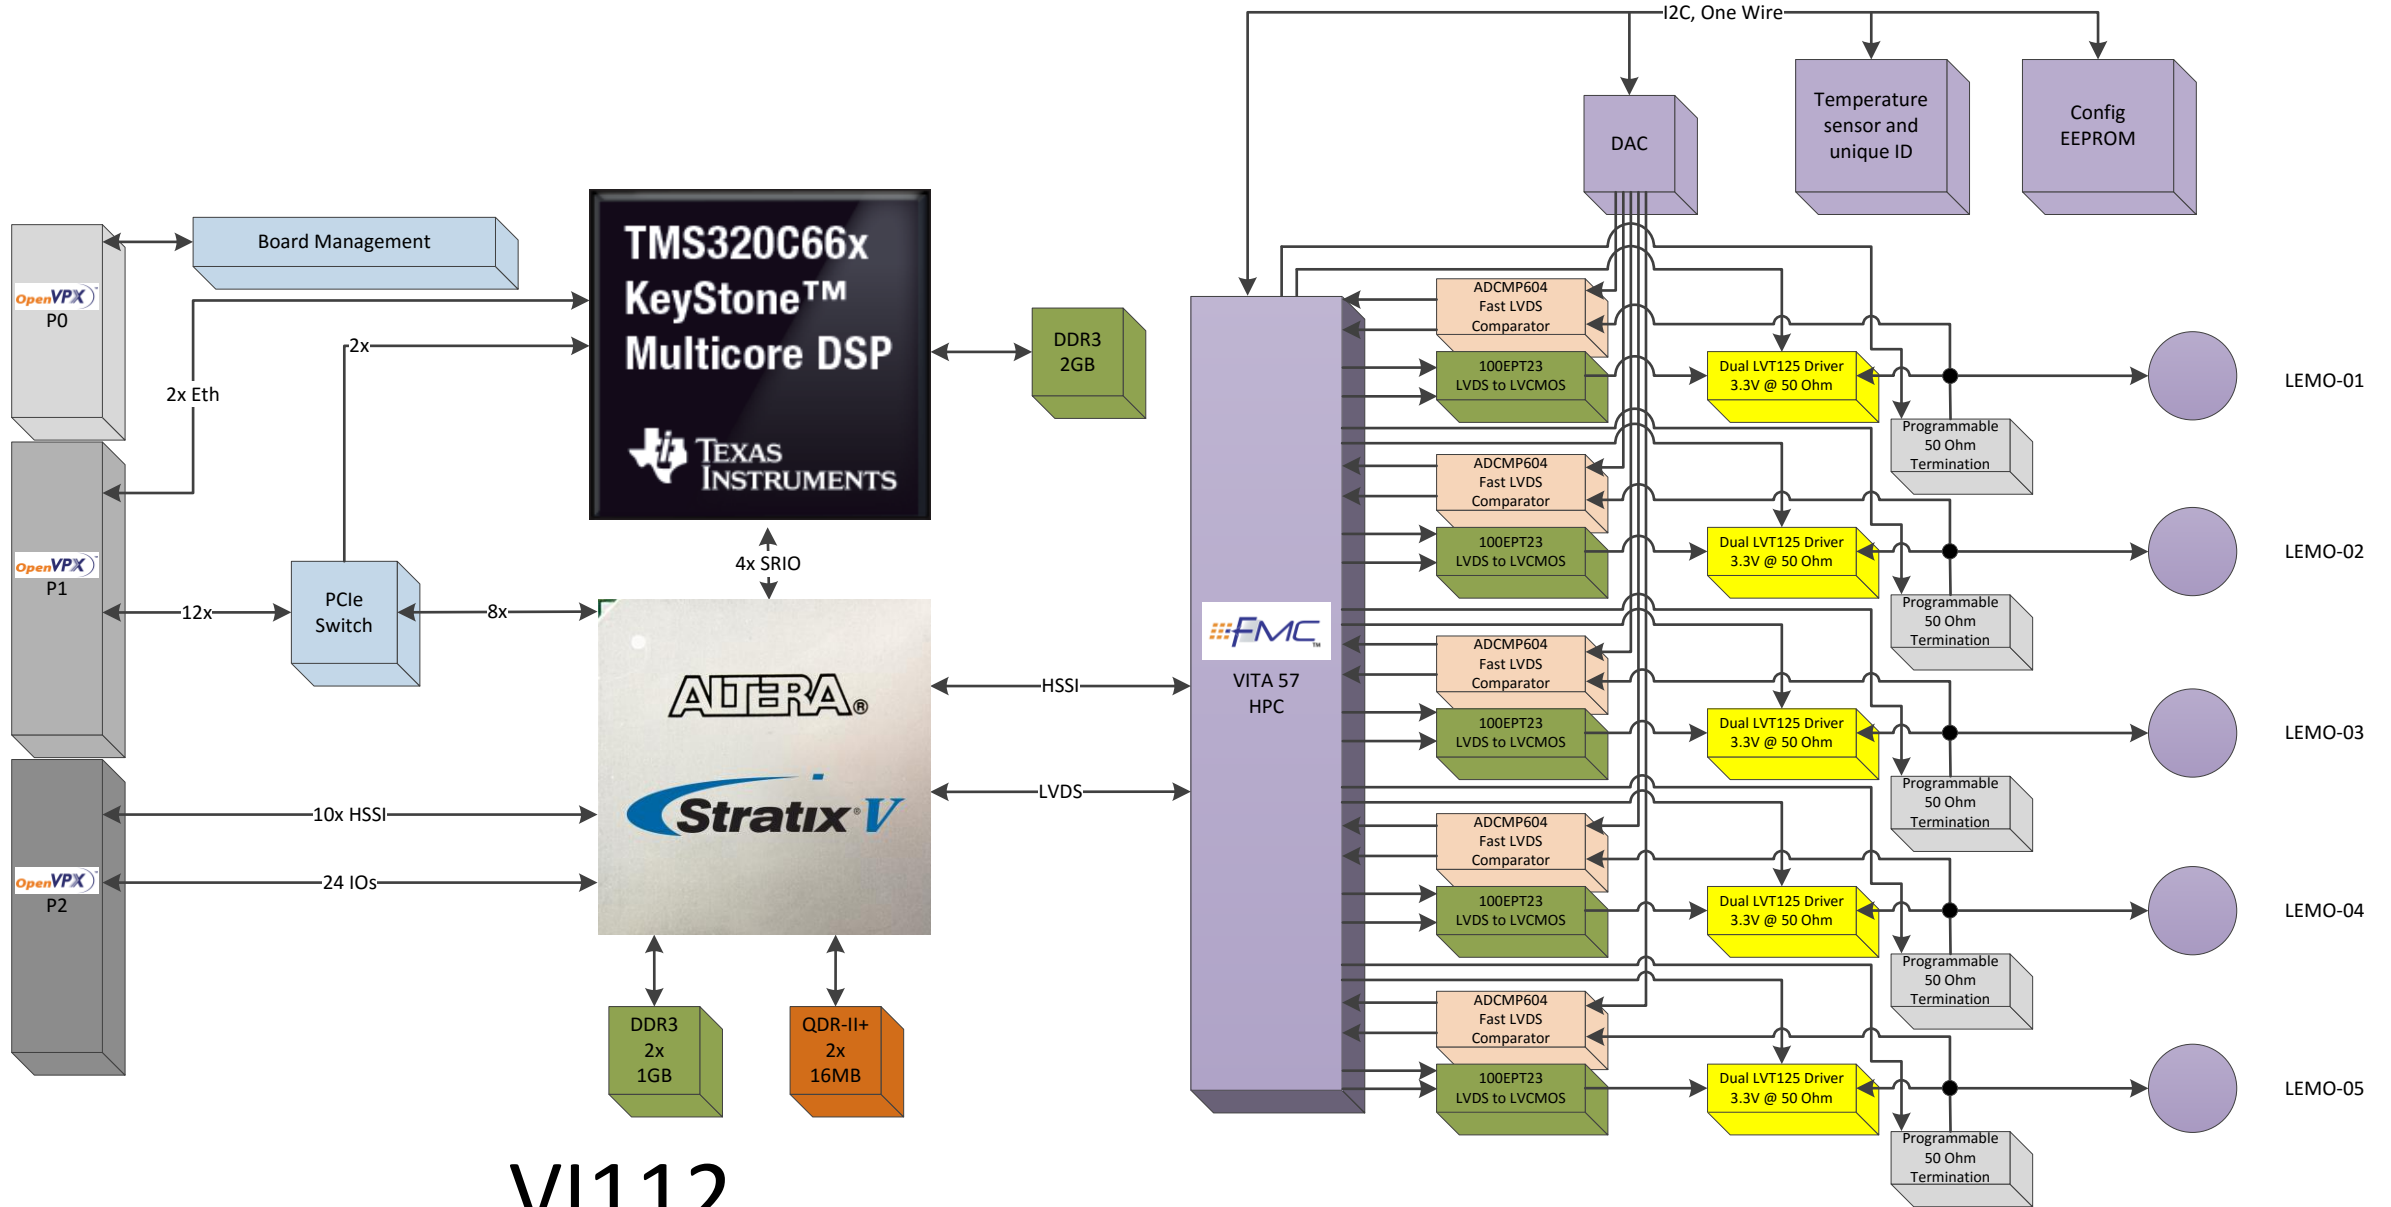 I2C, One Wire
DAC
Temperature
sensor and
unique ID
Config
EEPROM
OpenVPX™
P0
Board Management
OpenVPX™
P1
2x Eth
2x
12x
PCIe
Switch
8x
OpenVPX™
P2
10x HSSI
24 IOs
TMS320C66x
KeyStone™
Multicore DSP
TEXAS
INSTRUMENTS
DDR3
2GB
4x SRIO
ALTERA®
Stratix® V
HSSI
LVDS
DDR3
2x
1GB
QDR-II+
2x
16MB
VI112
FMC™
VITA 57
HPC
ADCMP604
Fast LVDS
Comparator
100EPT23
LVDS to LVCMOS
Dual LVT125 Driver
3.3V @ 50 Ohm
Programmable
50 Ohm
Termination
LEMO-01
ADCMP604
Fast LVDS
Comparator
100EPT23
LVDS to LVCMOS
Dual LVT125 Driver
3.3V @ 50 Ohm
Programmable
50 Ohm
Termination
LEMO-02
ADCMP604
Fast LVDS
Comparator
100EPT23
LVDS to LVCMOS
Dual LVT125 Driver
3.3V @ 50 Ohm
Programmable
50 Ohm
Termination
LEMO-03
ADCMP604
Fast LVDS
Comparator
100EPT23
LVDS to LVCMOS
Dual LVT125 Driver
3.3V @ 50 Ohm
Programmable
50 Ohm
Termination
LEMO-04
ADCMP604
Fast LVDS
Comparator
100EPT23
LVDS to LVCMOS
Dual LVT125 Driver
3.3V @ 50 Ohm
Programmable
50 Ohm
Termination
LEMO-05